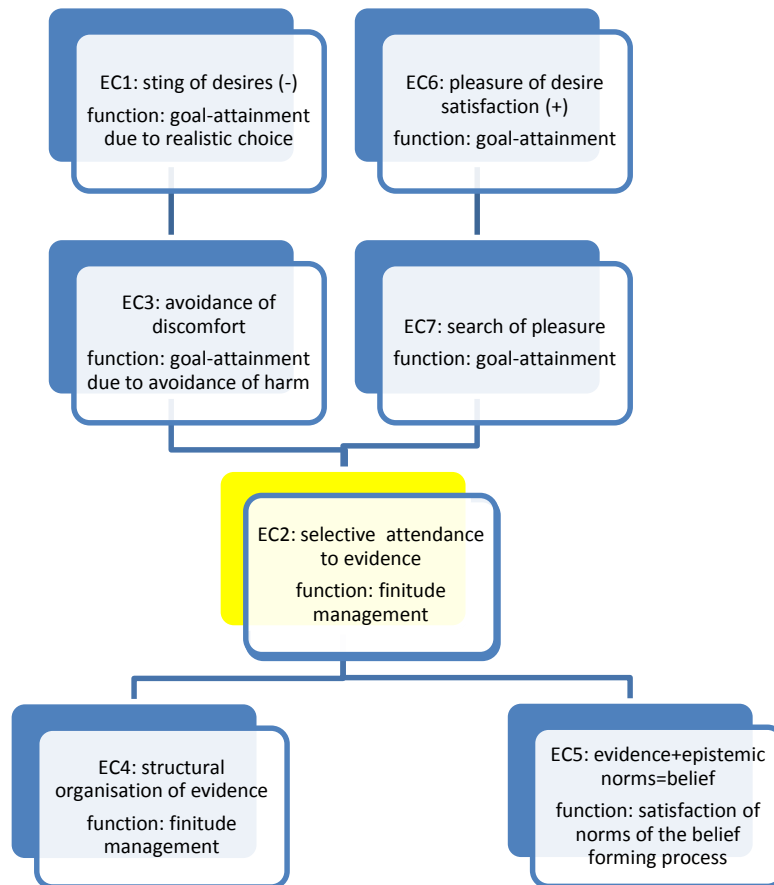 EC1: sting of desires (-)
function: goal-attainment
due to realistic choice
EC6: pleasure of desire
satisfaction (+)
function: goal-attainment
EC3: avoidance of
discomfort
function: goal-attainment
due to avoidance of harm
EC7: search of pleasure
function: goal-attainment
EC2: selective attendance
to evidence
function: finitude
management
EC4: structural
organisation of evidence
function: finitude
management
EC5: evidence+epistemic
norms=belief
function: satisfaction of
norms of the belief
forming process